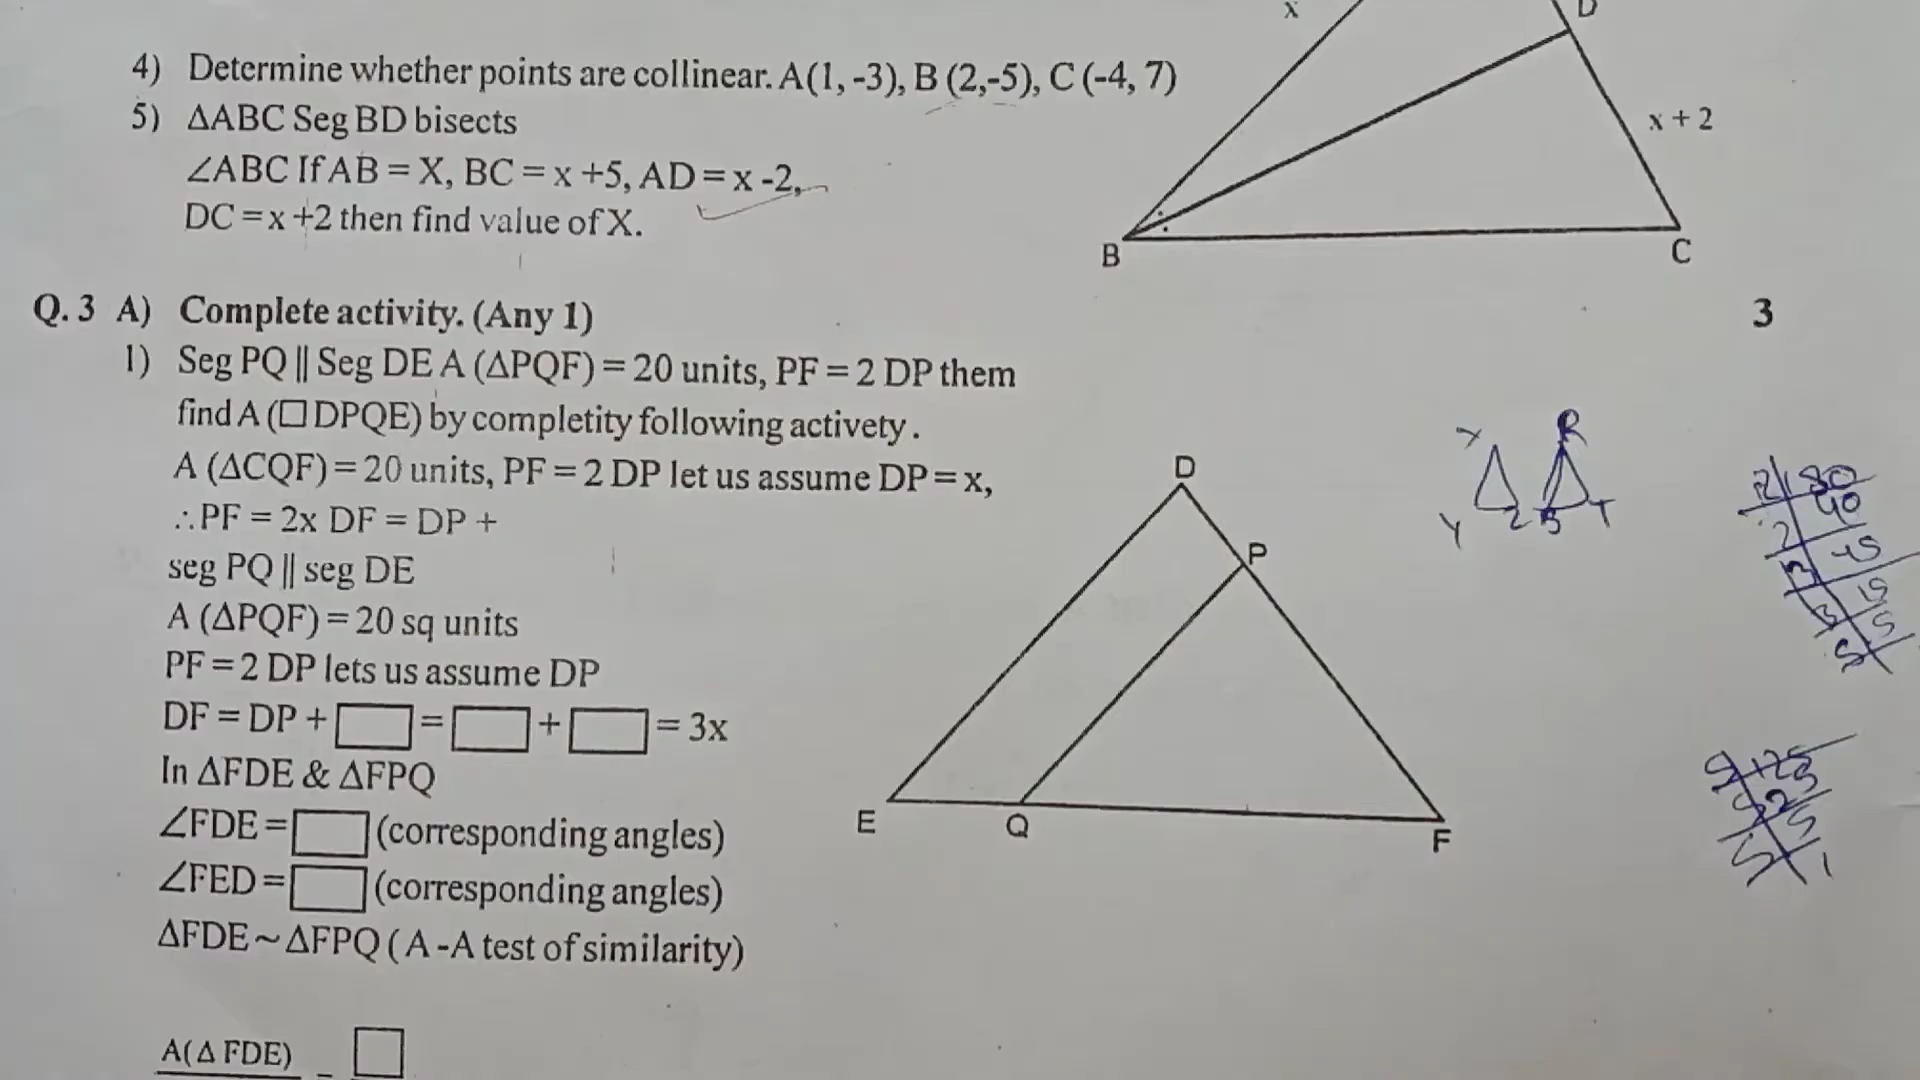 x
D
4) Determine whether points are collinear. A(1, -3), B (2,-5), C (-4, 7)
5) ΔABC Seg BD bisects
∠ABC If AB = X, BC = x +5, AD = x -2,
DC = x +2 then find value of X.
x + 2
B
C
Q. 3 A) Complete activity. (Any 1) 3
1) Seg PQ || Seg DE A (ΔPQF) = 20 units, PF = 2 DP them
find A (□ DPQE) by completity following activety .
A (ΔCQF) = 20 units, PF = 2 DP let us assume DP = x,
∴ PF = 2x DF = DP +
seg PQ || seg DE
A (ΔPQF) = 20 sq units
PF = 2 DP lets us assume DP
DF = DP + □ = □ + □ = 3x
In ΔFDE & ΔFPQ
∠FDE = □ (corresponding angles)
∠FED = □ (corresponding angles)
ΔFDE ~ ΔFPQ ( A -A test of similarity)
A(Δ FDE)
D
P
E
Q
F
R
Y
T